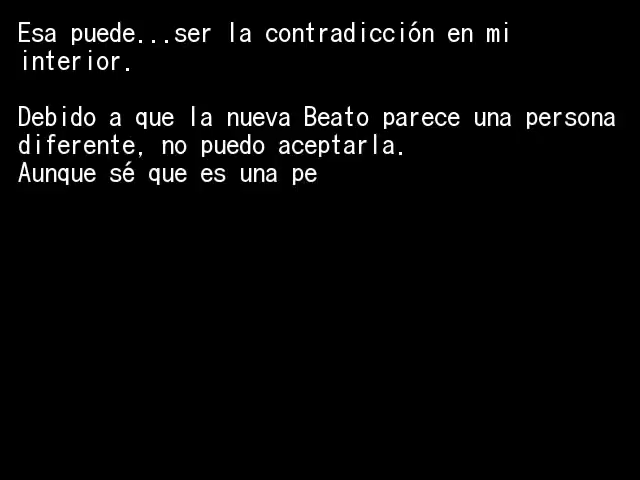 Esa puede...ser la contradicción en mi
interior.
Debido a que la nueva Beato parece una persona
diferente, no puedo aceptarla.
Aunque sé que es una pe